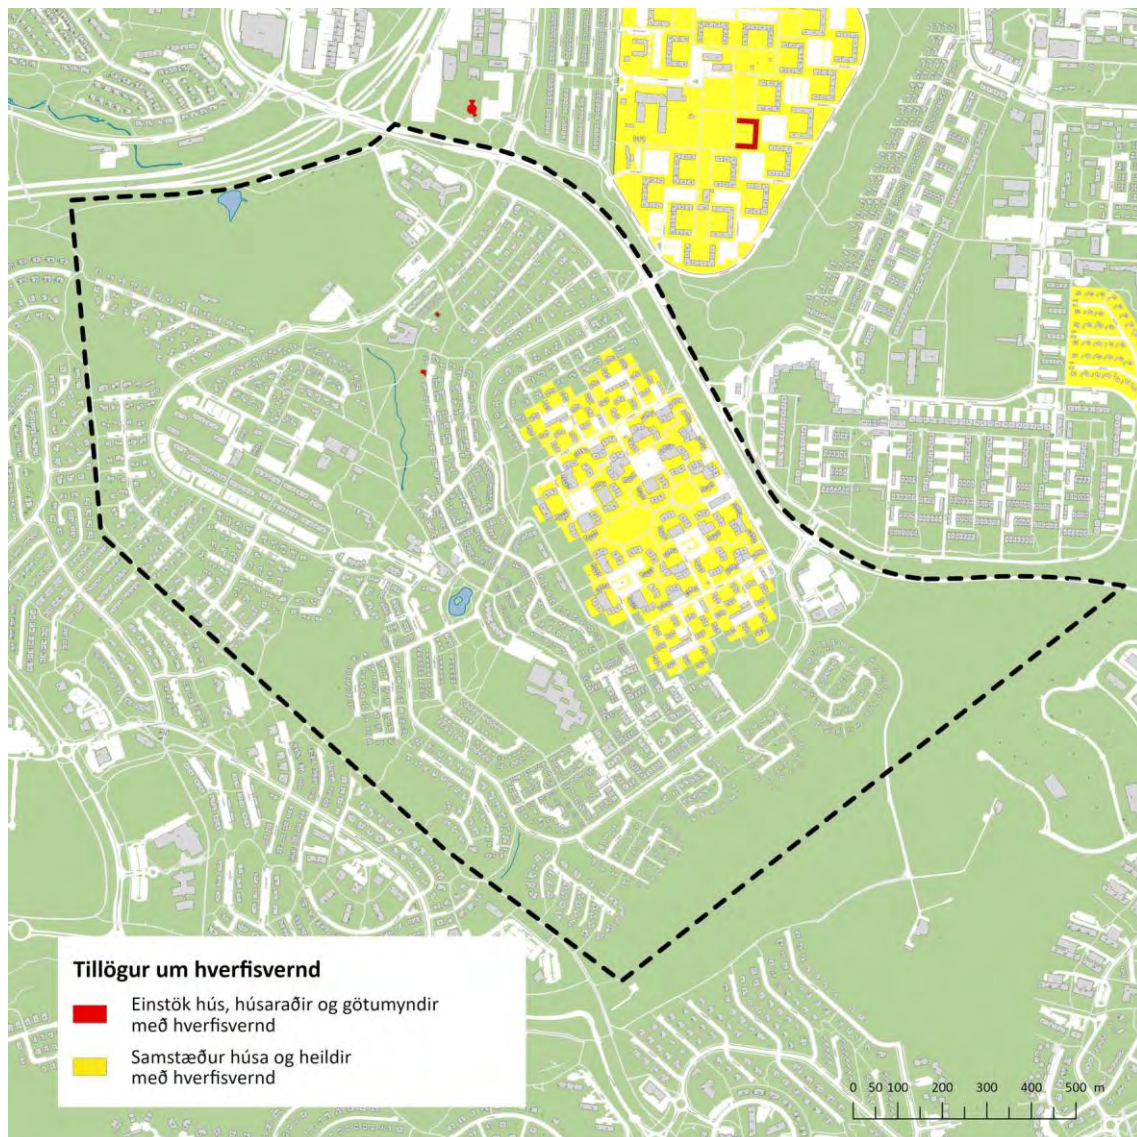 Tillögur um hverfisvernd
Einstök hús, húsaraðir og götumyndir
með hverfisvernd
Samstæður húsa og heildir
með hverfisvernd
0 50 100 200 300 400 500 m